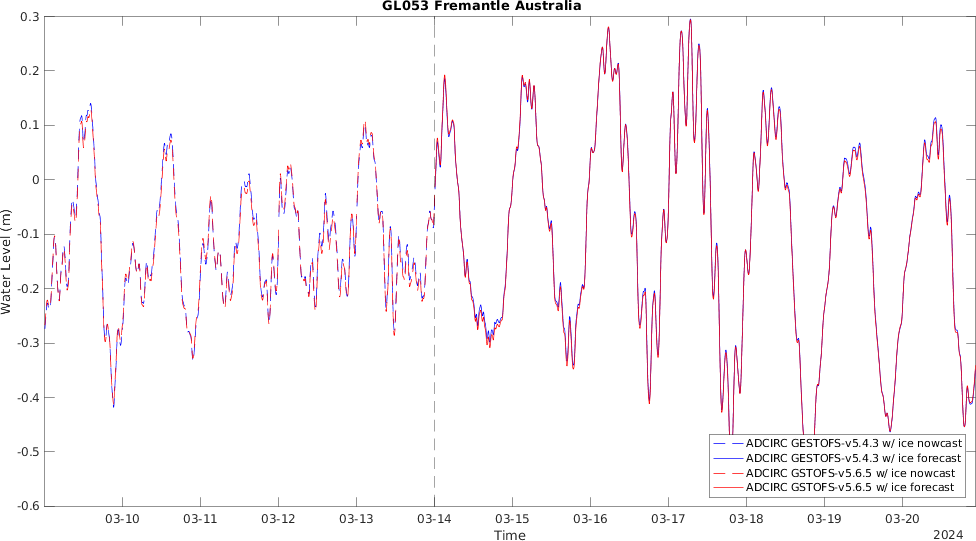 GL053 Fremantle Australia
0.3
0.2
0.1
0
-0.1
-0.2
-0.3
-0.4
-0.5
-0.6
Water Level (m)
ADCIRC GESTOFS-v5.4.3 w/ ice nowcast
ADCIRC GESTOFS-v5.4.3 w/ ice forecast
ADCIRC GSTOFS-v5.6.5 w/ ice nowcast
ADCIRC GSTOFS-v5.6.5 w/ ice forecast
03-10 03-11 03-12 03-13 03-14 03-15 03-16 03-17 03-18 03-19 03-20
Time
2024